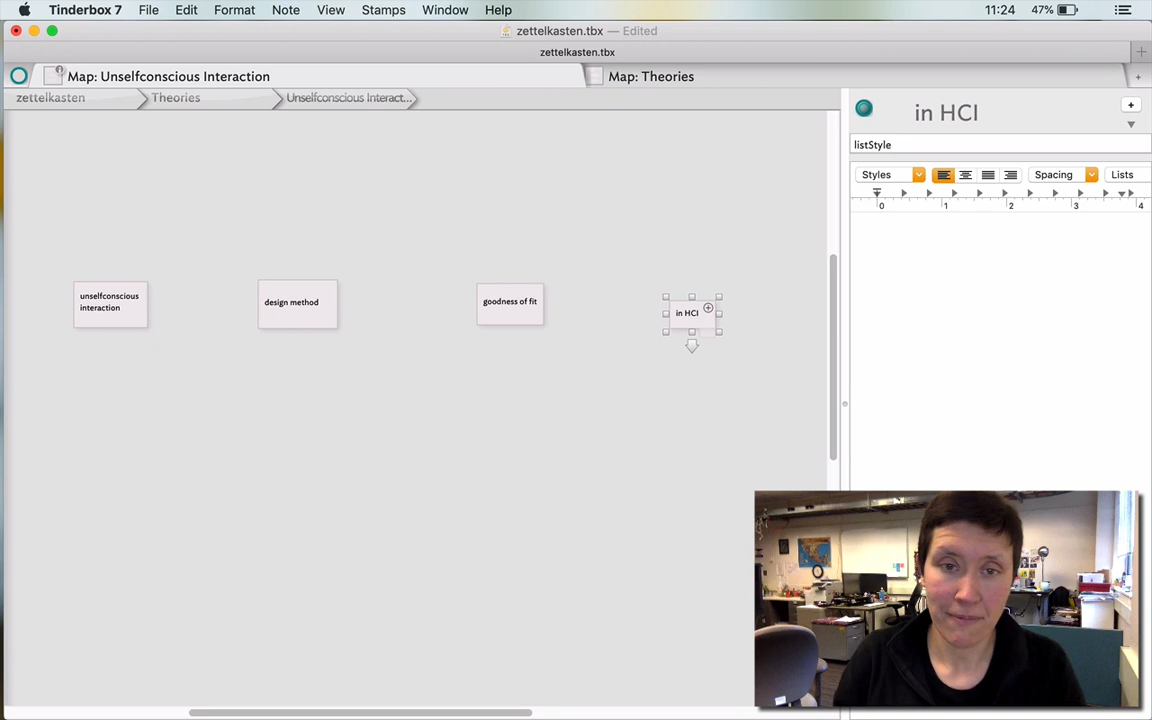 Tinderbox 7 File Edit Format Note View Stamps Window Help 11:24 47%
zettelkasten.tbx — Edited
zettelkasten.tbx
Map: Unselfconscious Interaction Map: Theories
zettelkasten Theories Unselfconscious Interact...
in HCI
listStyle
Styles Spacing Lists
0 1 2 3 4
unselfconscious
interaction
design method
goodness of fit
in HCI